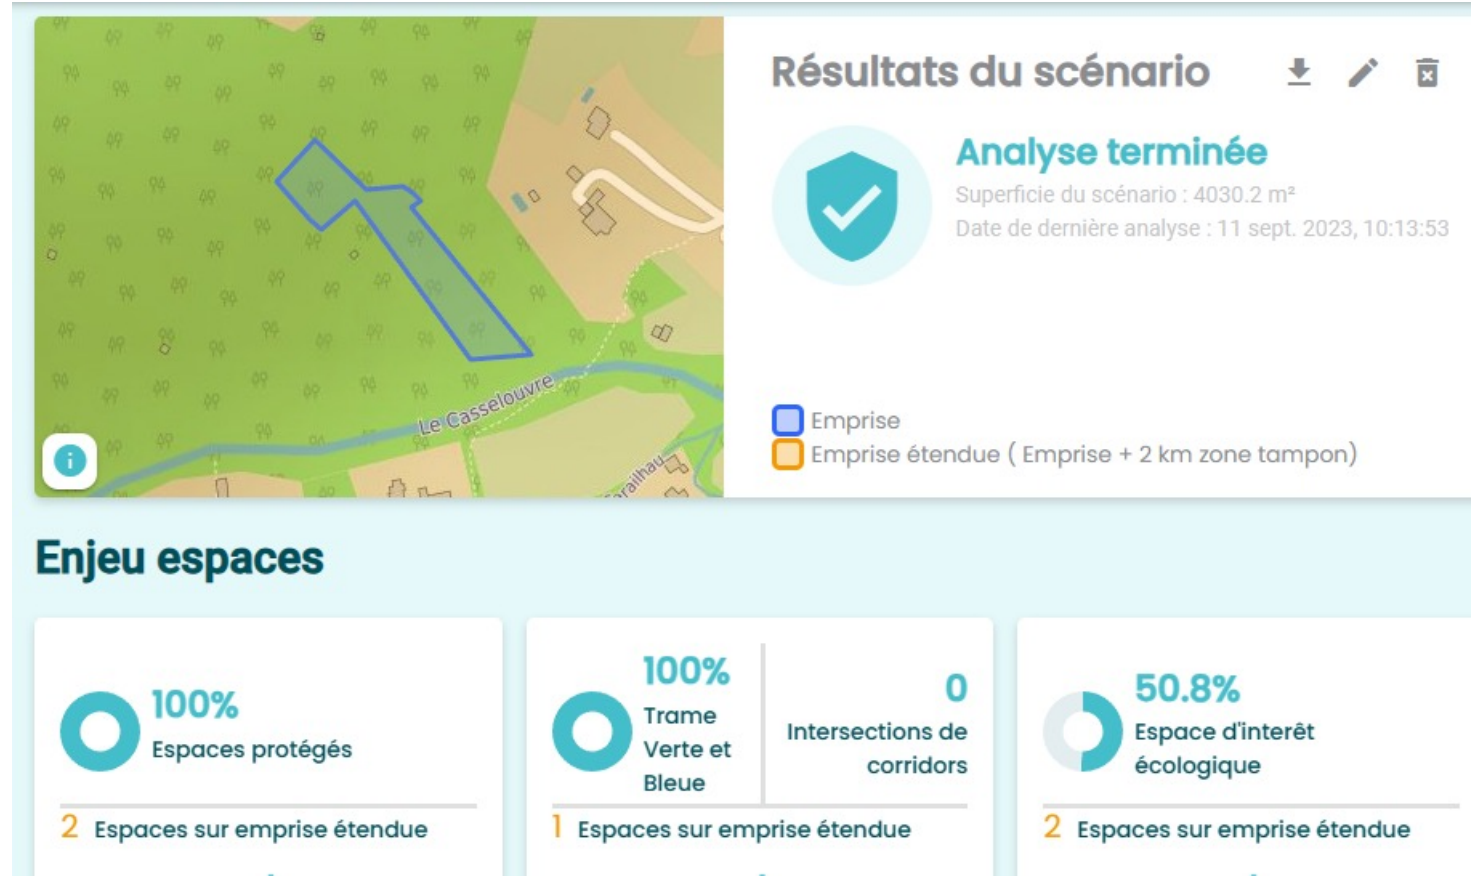 Résultats du scénario
Analyse terminée
Superficie du scénario : 4030.2 m²
Date de dernière analyse : 11 sept. 2023, 10:13:53
Le Casselouvre
Emprise
Emprise étendue ( Emprise + 2 km zone tampon)
Enjeu espaces
100%
Espaces protégés
2 Espaces sur emprise étendue
100%
Trame
Verte et
Bleue
0
Intersections de
corridors
1 Espaces sur emprise étendue
50.8%
Espace d'interêt
écologique
2 Espaces sur emprise étendue